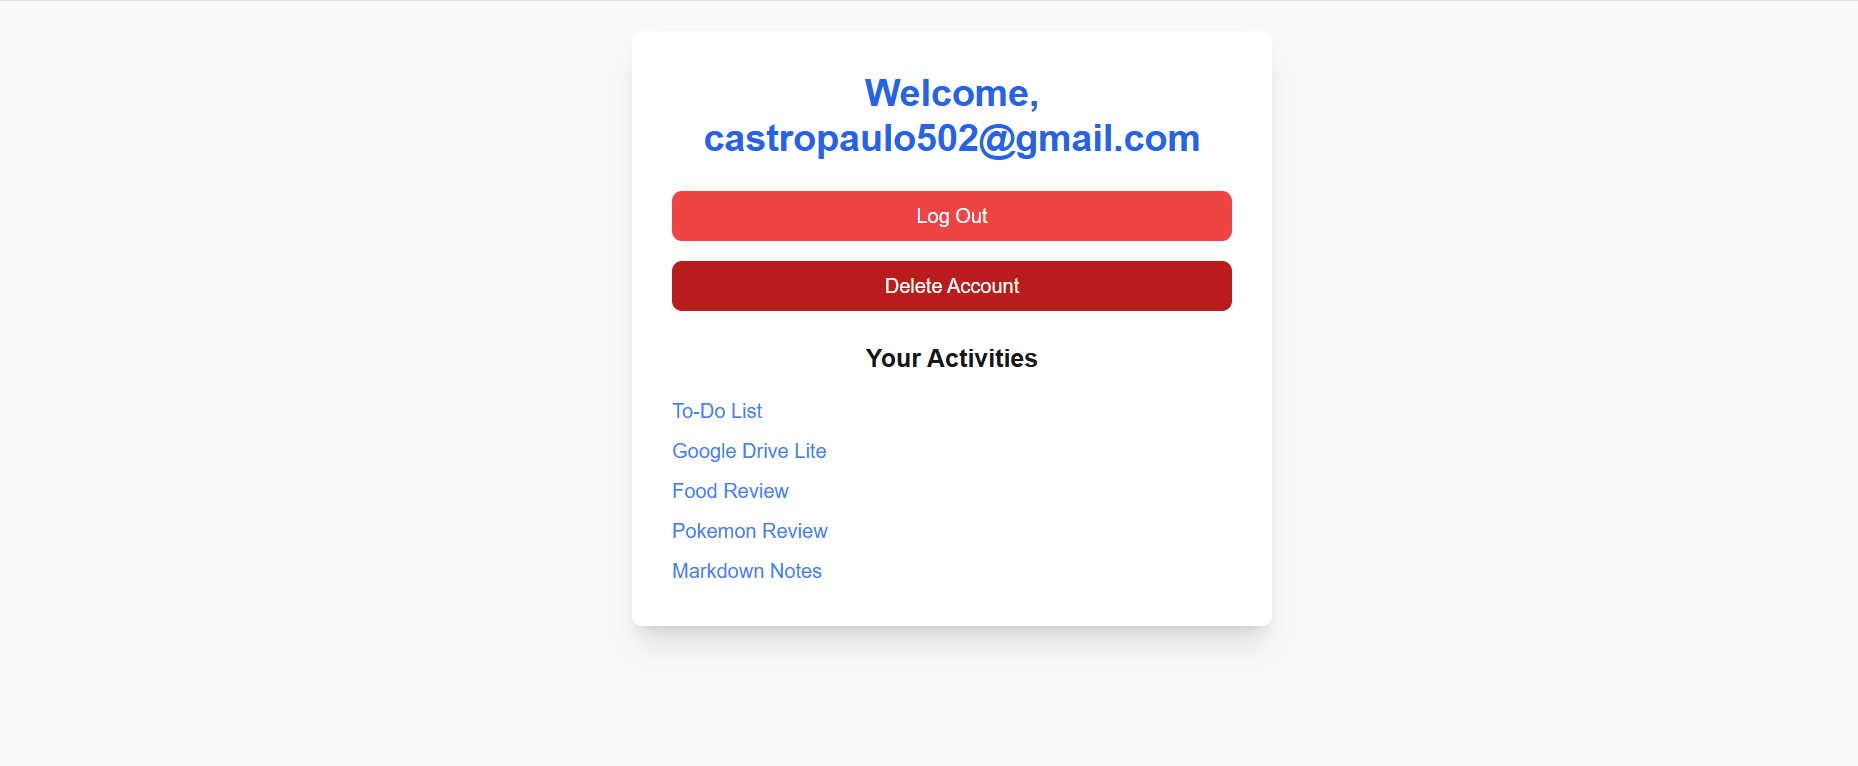 Welcome,
castropaulo502@gmail.com
Log Out
Delete Account
Your Activities
To-Do List
Google Drive Lite
Food Review
Pokemon Review
Markdown Notes